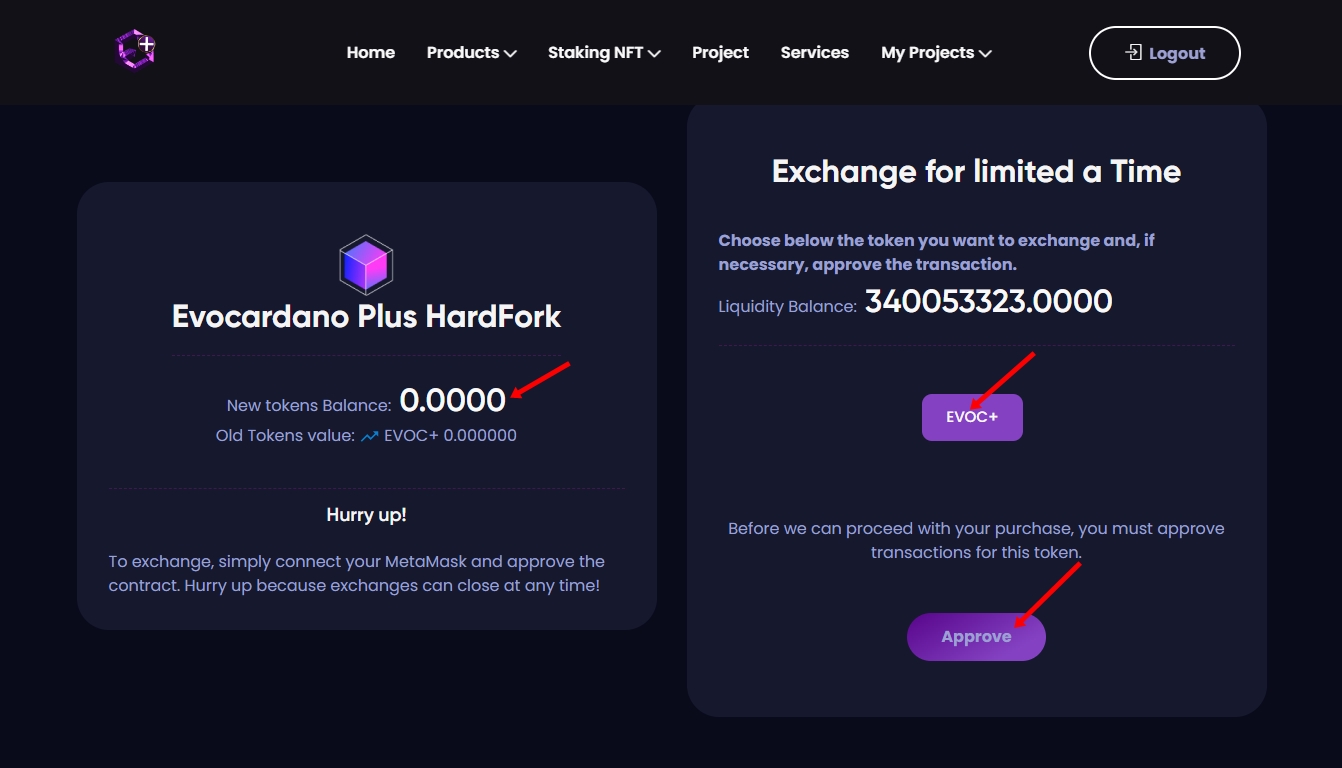 Home Products Staking NFT Project Services My Projects Logout
Evocardano Plus HardFork
New tokens Balance: 0.0000
Old Tokens value: EVOC+ 0.000000
Hurry up!
To exchange, simply connect your MetaMask and approve the
contract. Hurry up because exchanges can close at any time!
Exchange for limited a Time
Choose below the token you want to exchange and, if
necessary, approve the transaction.
Liquidity Balance: 340053323.0000
EVOC+
Before we can proceed with your purchase, you must approve
transactions for this token.
Approve